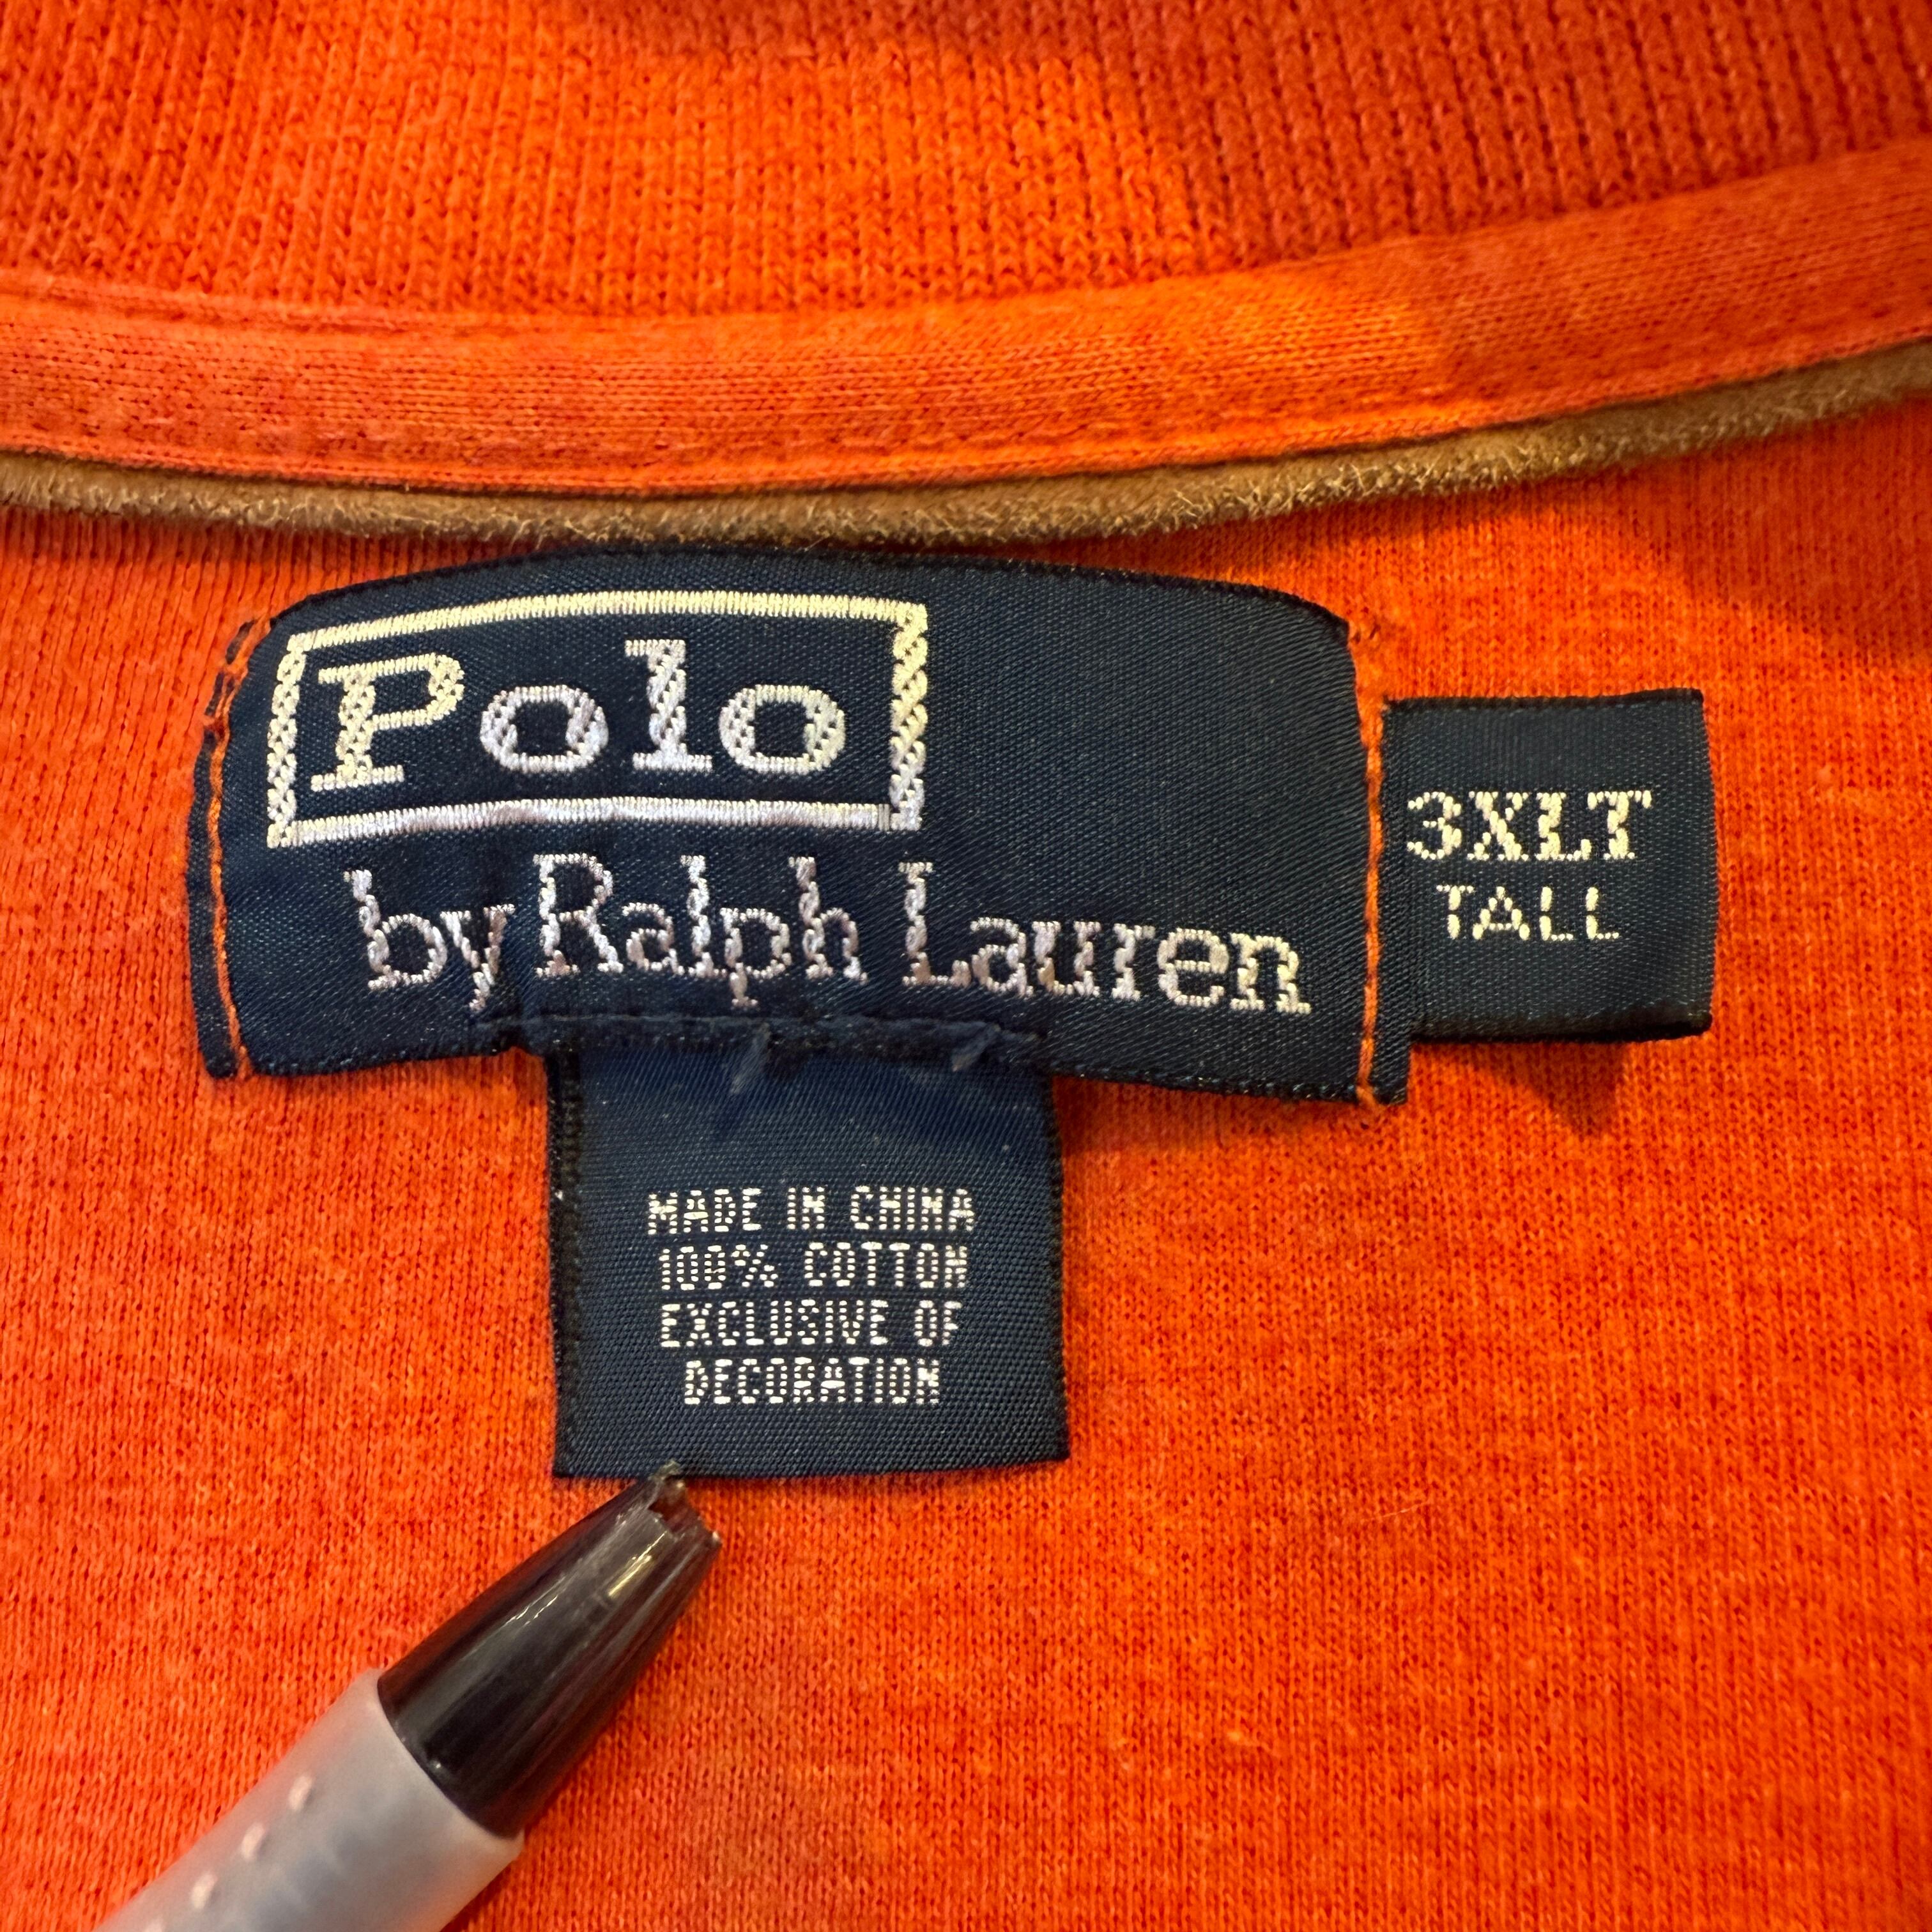 Polo
by Ralph Lauren
3XLT
TALL
MADE IN CHINA
100% COTTON
EXCLUSIVE OF
DECORATION